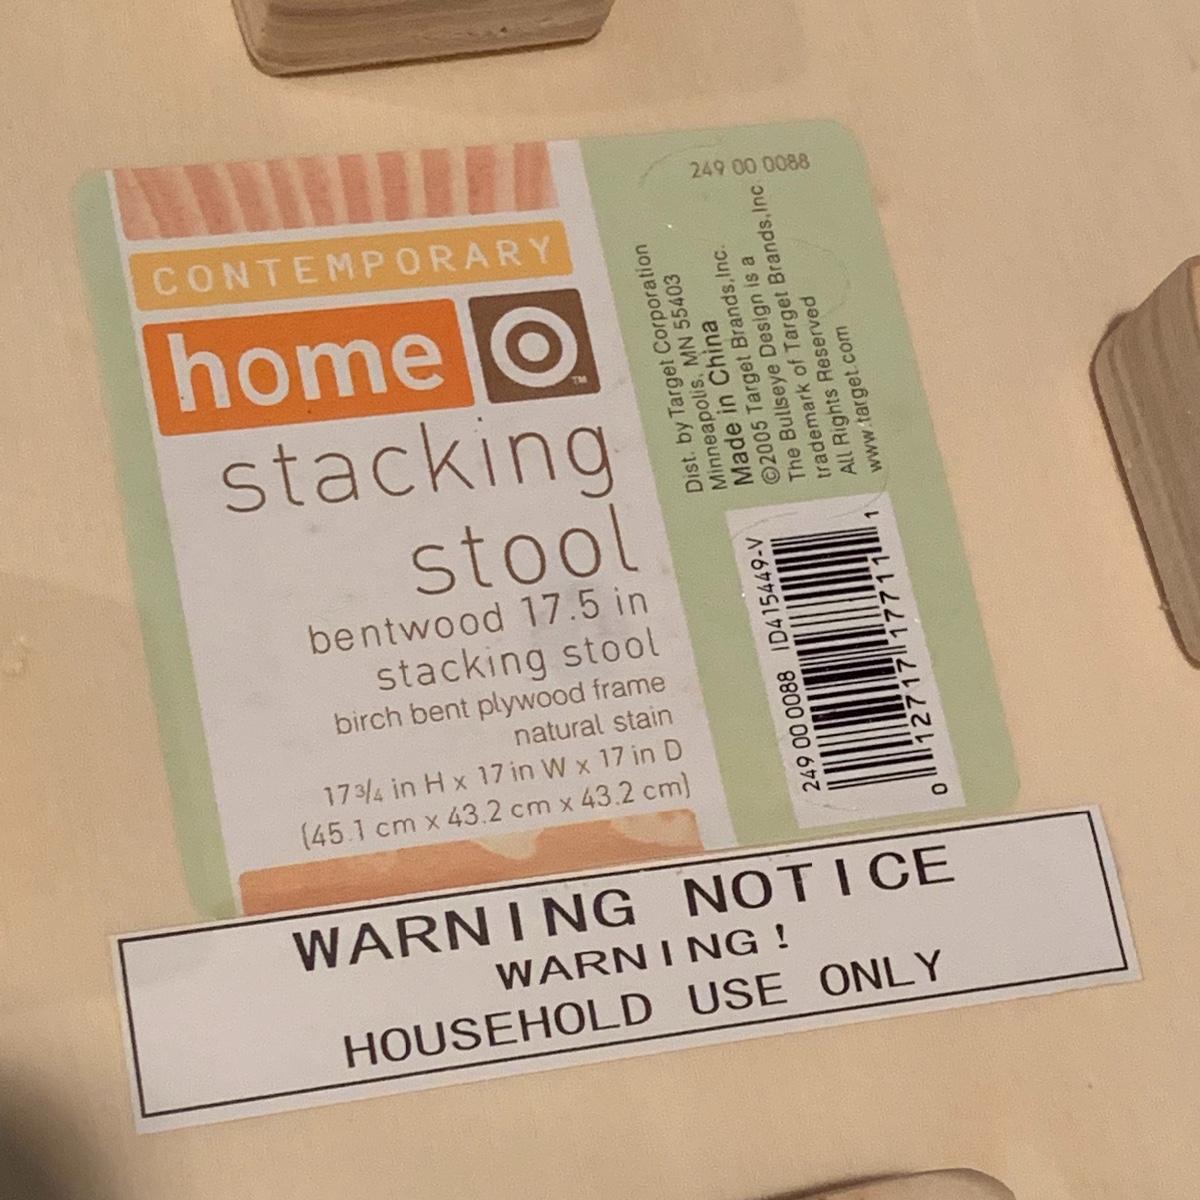 CONTEMPORARY
home
TM
stacking
stool
bentwood 17.5 in
stacking stool
birch bent plywood frame
natural stain
17 3/4 in H x 17 in W x 17 in D
(45.1 cm x 43.2 cm x 43.2 cm)
249 00 0088
Dist. by Target Corporation
Minneapolis, MN 55403
Made in China
©2005 Target Brands,Inc.
The Bullseye Design is a
trademark of Target Brands,Inc.
All Rights Reserved
www.target.com
249 00 0088 ID415449-V
0 12717 17711 1
WARNING NOTICE
WARNING!
HOUSEHOLD USE ONLY